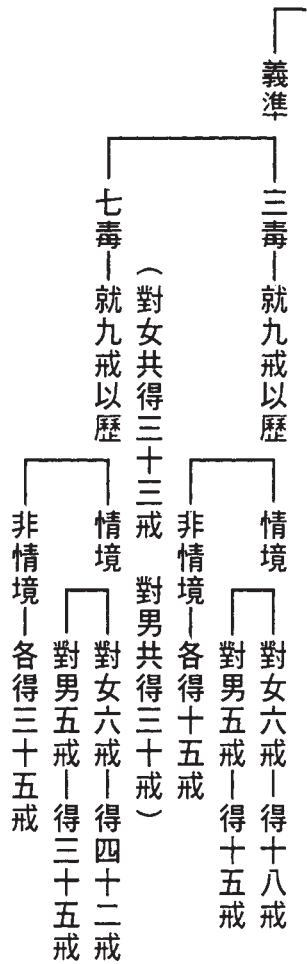 義準
三毒—就九戒以歷
情境
對女六戒—得十八戒
對男五戒—得十五戒
非情境—各得十五戒
（對女共得三十三戒　對男共得三十戒）
七毒—就九戒以歷
情境
對女六戒—得四十二戒
對男五戒—得三十五戒
非情境—各得三十五戒